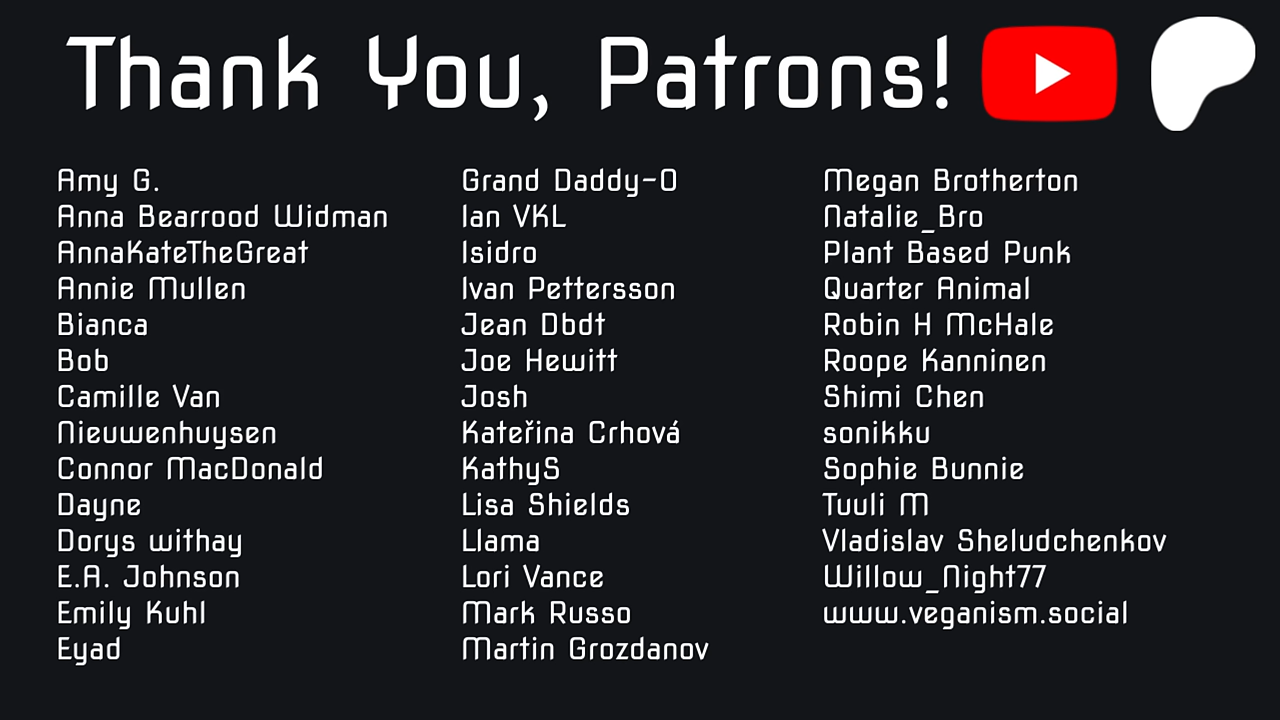 Thank You, Patrons!
Amy G.
Anna Bearrood Widman
AnnaKateTheGreat
Annie Mullen
Bianca
Bob
Camille Van
Nieuwenhuysen
Connor MacDonald
Dayne
Dorys withay
E.A. Johnson
Emily Kuhl
Eyad
Grand Daddy-O
Ian VKL
Isidro
Ivan Pettersson
Jean Dbdt
Joe Hewitt
Josh
Kateřina Crhová
KathyS
Lisa Shields
Llama
Lori Vance
Mark Russo
Martin Grozdanov
Megan Brotherton
Natalie_Bro
Plant Based Punk
Quarter Animal
Robin H McHale
Roope Kanninen
Shimi Chen
sonikku
Sophie Bunnie
Tuuli M
Vladislav Sheludchenkov
Willow_Night77
www.veganism.social